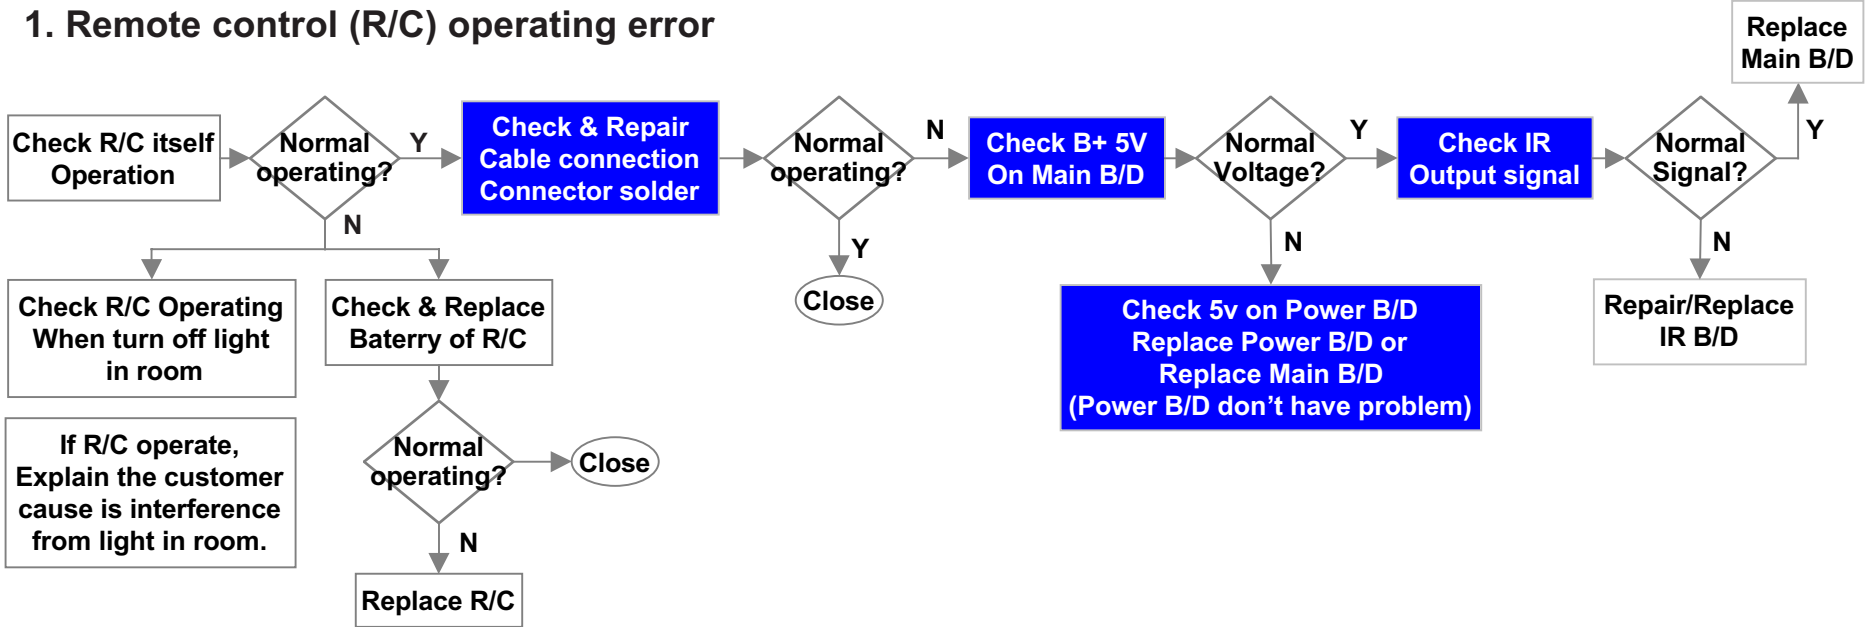 1. Remote control (R/C) operating error
Check R/C itself
Operation
Normal
operating?
Y
N
Check & Repair
Cable connection
Connector solder
Normal
operating?
N
Y
Close
Check B+ 5V
On Main B/D
Normal
Voltage?
Y
N
Check IR
Output signal
Normal
Signal?
Y
N
Replace
Main B/D
Repair/Replace
IR B/D
Check 5v on Power B/D
Replace Power B/D or
Replace Main B/D
(Power B/D don’t have problem)
Check R/C Operating
When turn off light
in room
If R/C operate,
Explain the customer
cause is interference
from light in room.
Check & Replace
Baterry of R/C
Normal
operating?
Close
N
Replace R/C